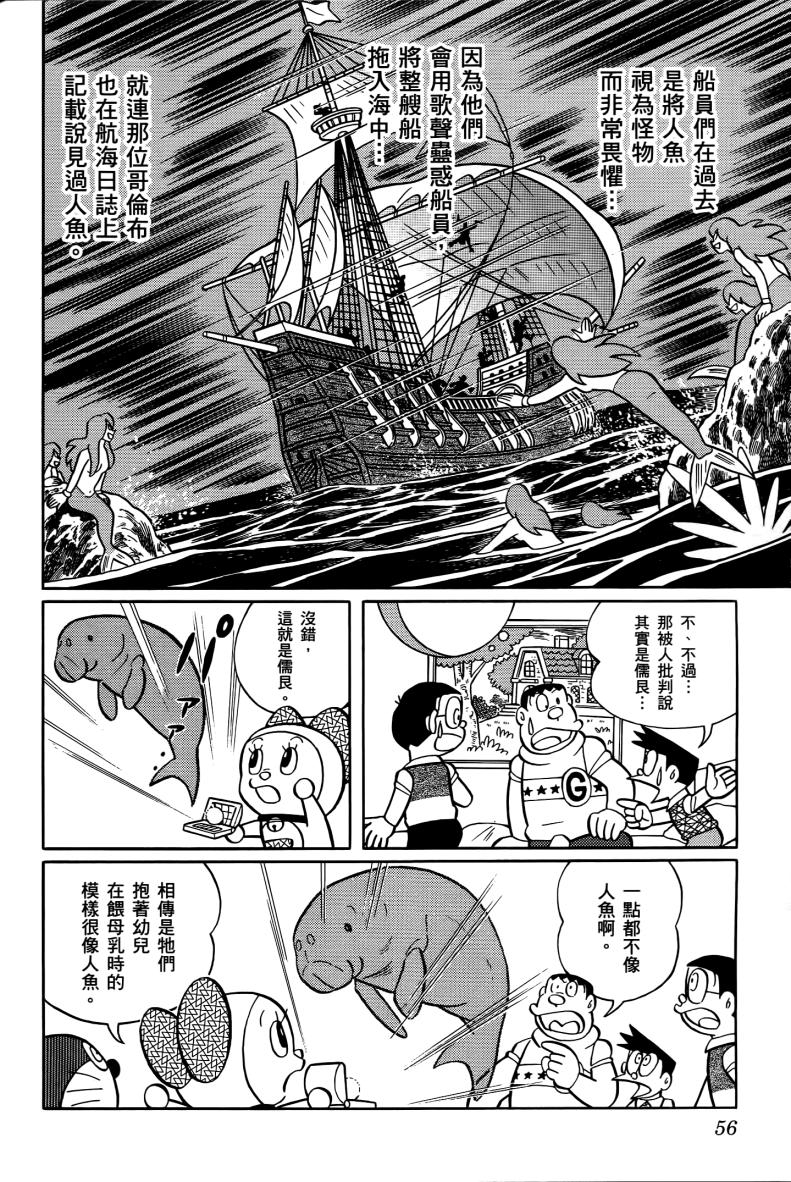 船員們在過去
是將人魚
視為怪物
而非常畏懼…
因為他們
會用歌聲蠱惑船員，
將整艘船
拖入海中…
就連那位哥倫布
也在航海日誌上
記載說見過人魚。
不、不過…
那被人批判說
其實是儒艮…
G
沒錯，
這就是儒艮。
パァァ
一點都不像
人魚啊。
相傳是牠們
抱著幼兒
在餵母乳時的
模樣很像人魚。
56